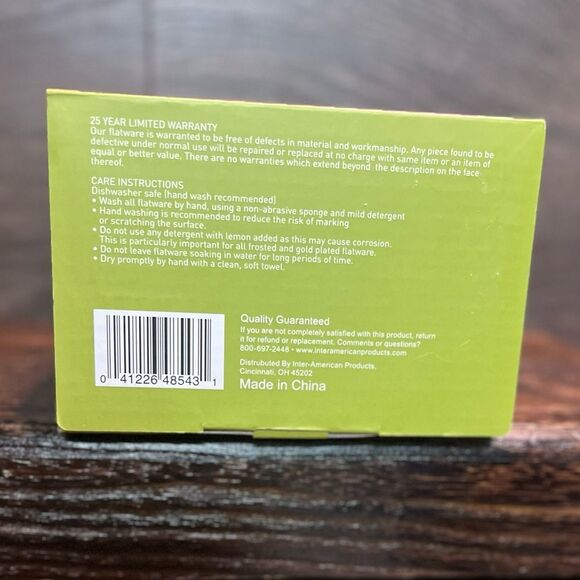 25 YEAR LIMITED WARRANTY
Our flatware is warranted to be free of defects in material and workmanship. Any piece found to be
defective under normal use will be repaired or replaced at no charge with same item or an item of
equal or better value. There are no warranties which extend beyond the description on the face
thereof.
CARE INSTRUCTIONS
Dishwasher safe [hand wash recommended]
• Wash all flatware by hand, using a non-abrasive sponge and mild detergent
• Hand washing is recommended to reduce the risk of marking
or scratching the surface.
• Do not use any detergent with lemon added as this may cause corrosion.
This is particularly important for all frosted and gold plated flatware.
• Do not leave flatware soaking in water for long periods of time.
• Dry promptly by hand with a clean, soft towel.
0 41226 48543 1
Quality Guaranteed
If you are not completely satisfied with this product, return
it for refund or replacement. Comments or questions?
800-697-2448 • www.interamericanproducts.com
Distrubuted By Inter-American Products,
Cincinnati, OH 45202
Made in China